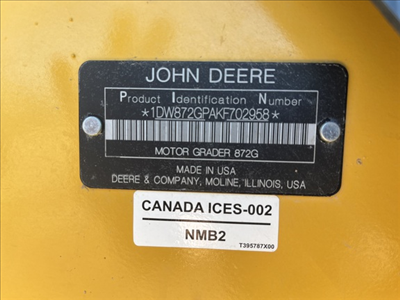 JOHN DEERE
Product Identification Number
*1DW872GPAKF702958*
MOTOR GRADER 872G
MADE IN USA
DEERE & COMPANY, MOLINE, ILLINOIS, USA
CANADA ICES-002
NMB2
T395787X00